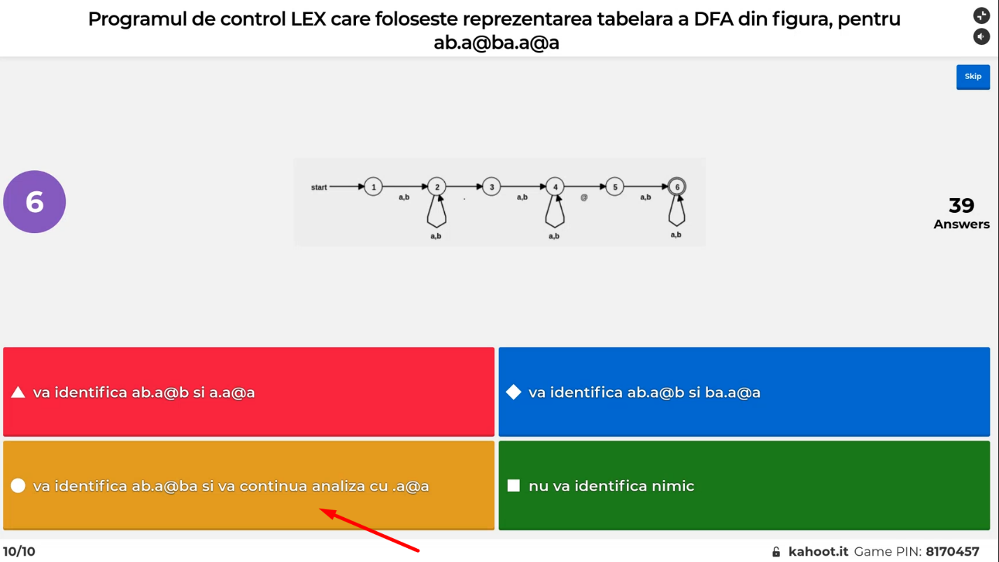 Programul de control LEX care foloseste reprezentarea tabelara a DFA din figura, pentru
ab.a@ba.a@a
Skip
6
start 1 2 3 4 5 6
a,b . a,b @ a,b
a,b a,b a,b
39
Answers
va identifica ab.a@b si a.a@a
va identifica ab.a@b si ba.a@a
va identifica ab.a@ba si va continua analiza cu .a@a
nu va identifica nimic
10/10
kahoot.it Game PIN: 8170457